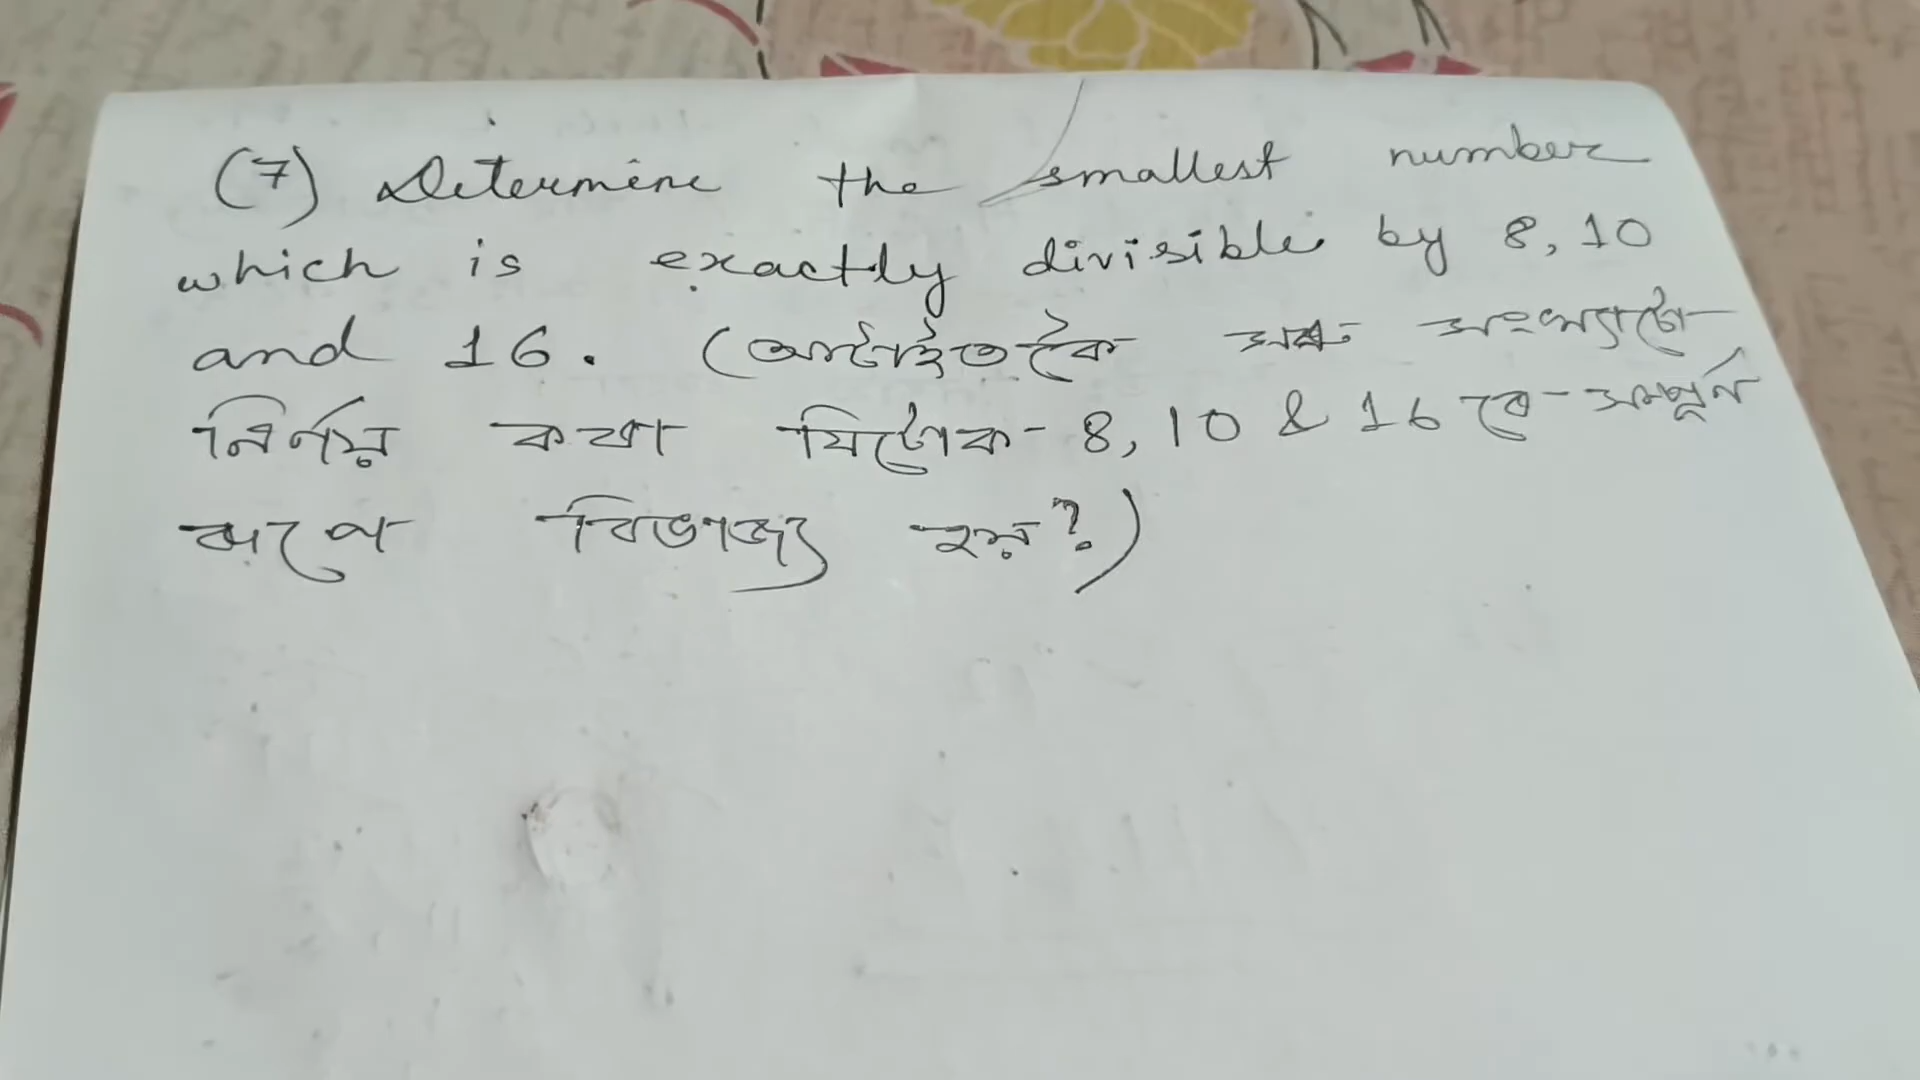 (7) Determine the smallest number
which is exactly divisible by 8, 10
and 16. (আটাইতকৈ সৰু সংখ্যাটো
নিৰ্ণয় কৰা যিটোক 8, 10 & 16 ৰে সম্পূৰ্ণ
ৰূপে বিভাজ্য হয়?)